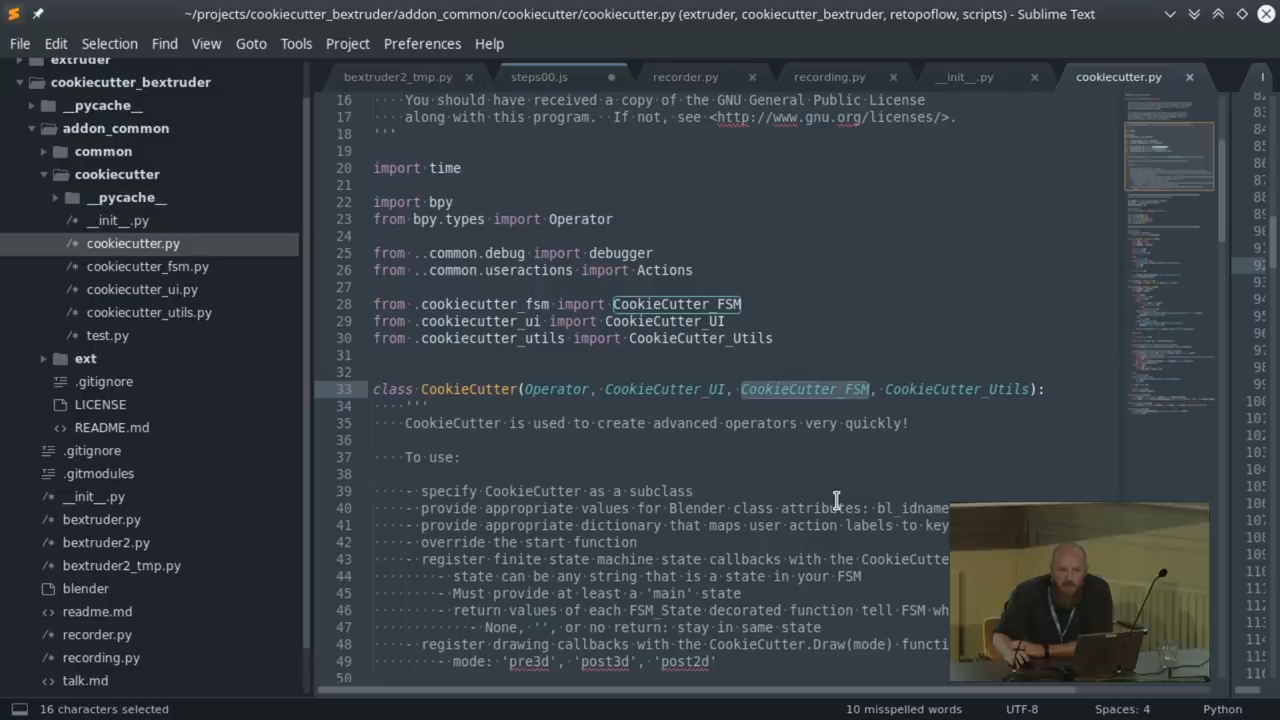 ~/projects/cookiecutter_bextruder/addon_common/cookiecutter/cookiecutter.py (extruder, cookiecutter_bextruder, retopoflow, scripts) - Sublime Text
File Edit Selection Find View Goto Tools Project Preferences Help
extruder
cookiecutter_bextruder
__pycache__
addon_common
common
cookiecutter
__pycache__
/* __init__.py
/* cookiecutter.py
/* cookiecutter_fsm.py
/* cookiecutter_ui.py
/* cookiecutter_utils.py
/* test.py
ext
.gitignore
<> LICENSE
<> README.md
.gitignore
.gitmodules
/* __init__.py
/* bextruder.py
/* bextruder2.py
/* bextruder2_tmp.py
blender
<> readme.md
/* recorder.py
/* recording.py
<> talk.md
bextruder2_tmp.py steps00.js recorder.py recording.py __init__.py cookiecutter.py
16 ····You should have received a copy of the GNU General Public License
17 ····along with this program.  If not, see <http://www.gnu.org/licenses/>.
18 '''
19
20 import time
21
22 import bpy
23 from bpy.types import Operator
24
25 from ..common.debug import debugger
26 from ..common.useractions import Actions
27
28 from .cookiecutter_fsm import CookieCutter_FSM
29 from .cookiecutter_ui import CookieCutter_UI
30 from .cookiecutter_utils import CookieCutter_Utils
31
32
33 class CookieCutter(Operator, CookieCutter_UI, CookieCutter_FSM, CookieCutter_Utils):
34 ····'''
35 ····CookieCutter is used to create advanced operators very quickly!
36
37 ····To use:
38
39 ····- specify CookieCutter as a subclass
40 ····- provide appropriate values for Blender class attributes: bl_idname
41 ····- provide appropriate dictionary that maps user action labels to key
42 ····- override the start function
43 ····- register finite state machine state callbacks with the CookieCutte
44 ········- state can be any string that is a state in your FSM
45 ········- Must provide at least a 'main' state
46 ········- return values of each FSM_State decorated function tell FSM wh
47 ············- None, '', or no return: stay in same state
48 ····- register drawing callbacks with the CookieCutter.Draw(mode) functi
49 ········- mode: 'pre3d', 'post3d', 'post2d'
50
16 characters selected 10 misspelled words UTF-8 Spaces: 4 Python